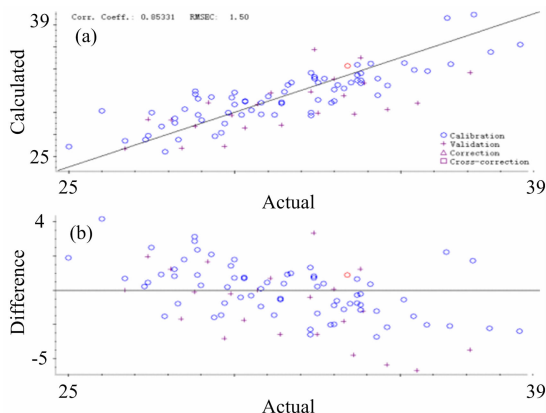 39
Corr. Coeff.: 0.85331 RMSEC: 1.50
(a)
Calculated
Calibration
Validation
Correction
Cross-correction
25
25
39
Actual
4
(b)
Difference
-5
25
39
Actual